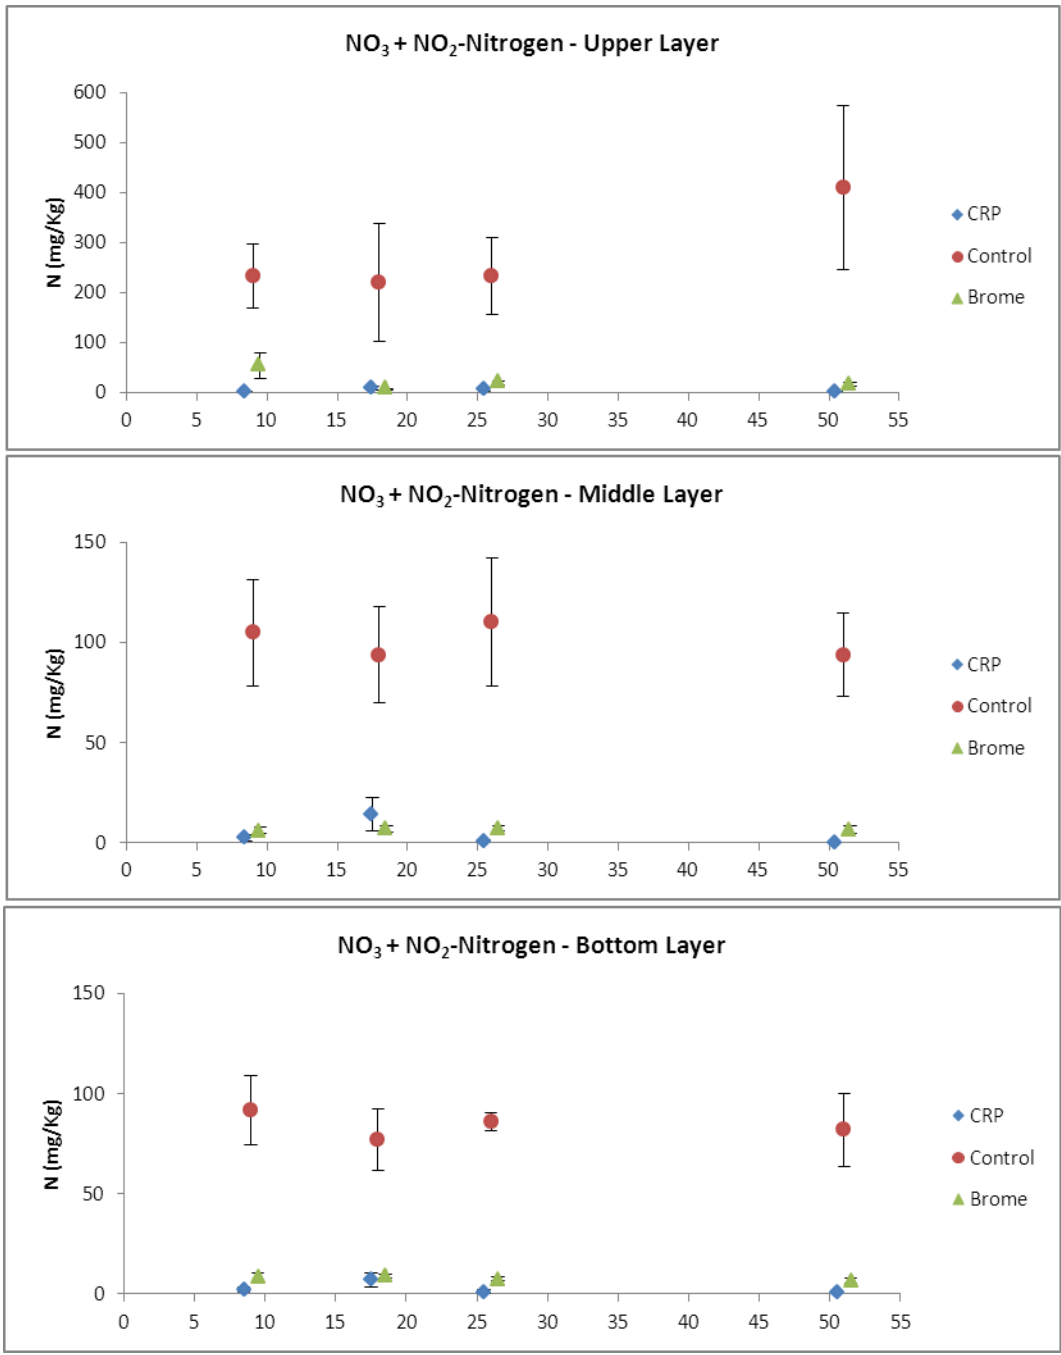 NO₃ + NO₂-Nitrogen - Upper Layer
600
500
400
300
200
100
0
N (mg/Kg)
0 5 10 15 20 25 30 35 40 45 50 55
CRP
Control
Brome
NO₃ + NO₂-Nitrogen - Middle Layer
150
100
50
0
N (mg/Kg)
0 5 10 15 20 25 30 35 40 45 50 55
CRP
Control
Brome
NO₃ + NO₂-Nitrogen - Bottom Layer
150
100
50
0
N (mg/Kg)
0 5 10 15 20 25 30 35 40 45 50 55
CRP
Control
Brome